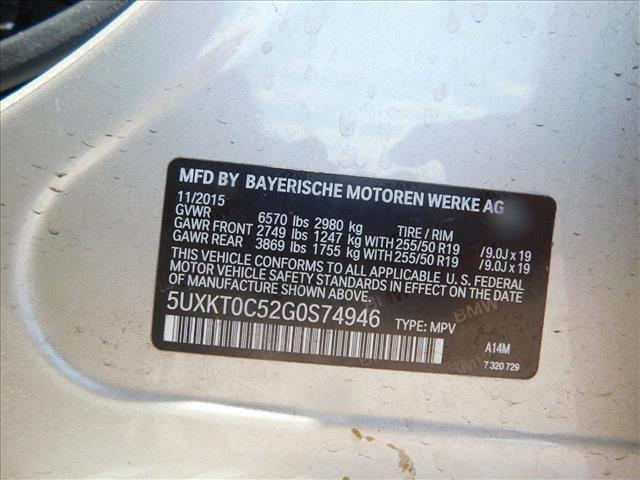 MFD BY BAYERISCHE MOTOREN WERKE AG
11/2015
GVWR 6570 lbs 2980 kg TIRE / RIM
GAWR FRONT 2749 lbs 1247 kg WITH 255/50 R19 /9.0J x 19
GAWR REAR 3869 lbs 1755 kg WITH 255/50 R19 /9.0J x 19
THIS VEHICLE CONFORMS TO ALL APPLICABLE U.S. FEDERAL
MOTOR VEHICLE SAFETY STANDARDS IN EFFECT ON THE
DATE OF MANUFACTURE SHOWN ABOVE.
5UXKT0C52G0S74946 TYPE: MPV
A14M
7 320 729